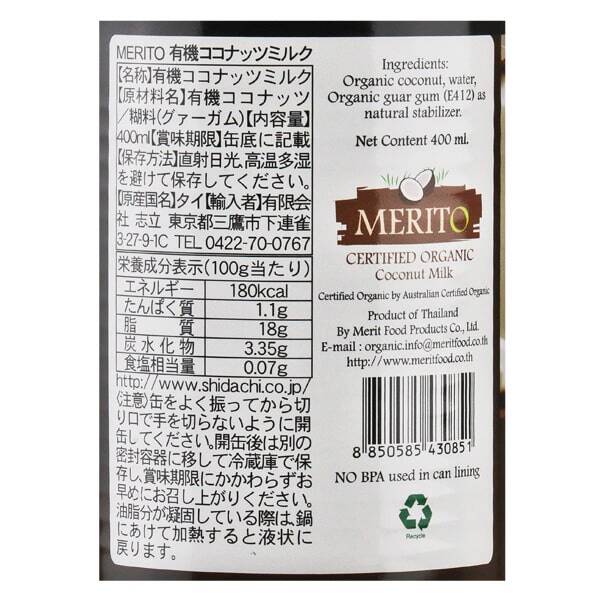 MERITO 有機ココナッツミルク
【名称】有機ココナッツミルク
【原材料名】有機ココナッツ
/糊料(グァーガム)【内容量】
400ml【賞味期限】缶底に記載
【保存方法】直射日光、高温多湿
を避けて保存してください。
【原産国名】タイ【輸入者】有限会
社 志立 東京都三鷹市下連雀
3-27-9-1C TEL 0422-70-0767
栄養成分表示(100g当たり)
エネルギー 180kcal
たんぱく質 1.1g
脂 質 18g
炭水化物 3.35g
食塩相当量 0.07g
http://www.shidachi.co.jp/
〈注意〉缶をよく振ってから切
り口で手を切らないように開
缶してください。開缶後は別の
密封容器に移して冷蔵庫で保
存し、賞味期限にかかわらずお
早めにお召し上がりください。
油脂分が凝固している際は、鍋
にあけて加熱すると液状に
戻ります。
Ingredients:
Organic coconut, water,
Organic guar gum (E412) as
natural stabilizer.
Net Content 400 ml.
MERITO
CERTIFIED ORGANIC
Coconut Milk
Certified Organic by Australian Certified Organic
Product of Thailand
By Merit Food Products Co., Ltd.
E-mail : organic.info@meritfood.co.th
http://www.meritfood.co.th
8 850585 430851
NO BPA used in can lining
Recycle